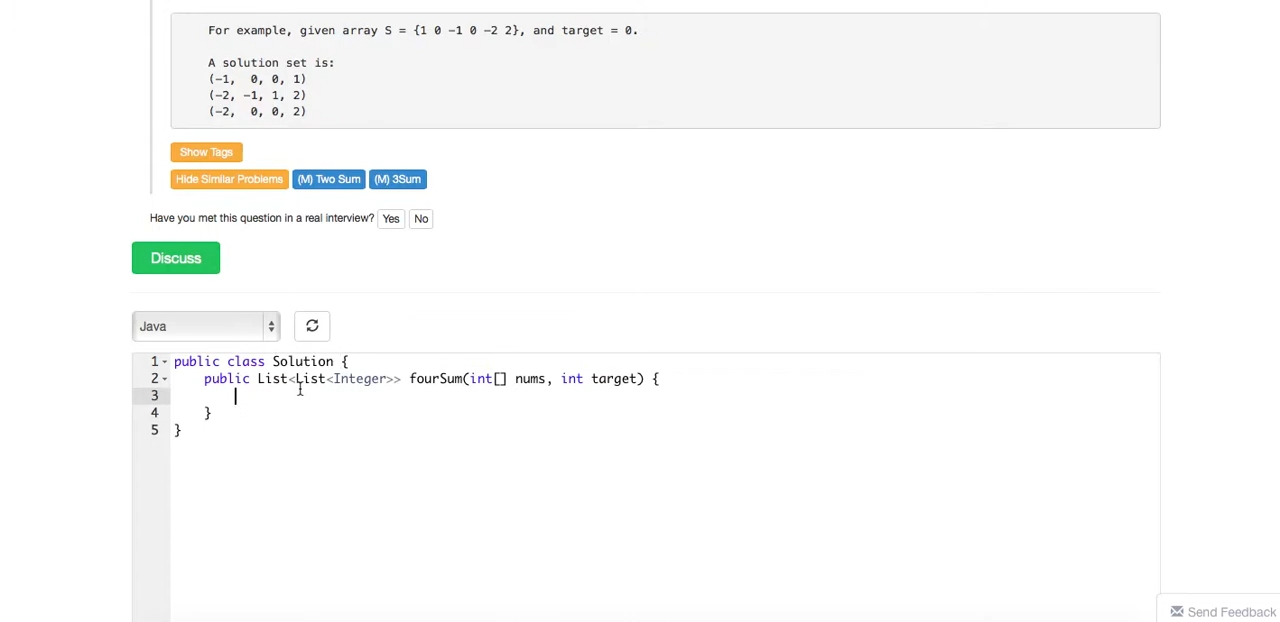 For example, given array S = {1 0 -1 0 -2 2}, and target = 0.
A solution set is:
(-1,  0, 0, 1)
(-2, -1, 1, 2)
(-2,  0, 0, 2)
Show Tags
Hide Similar Problems (M) Two Sum (M) 3Sum
Have you met this question in a real interview? Yes No
Discuss
Java
1 public class Solution {
2     public List<List<Integer>> fourSum(int[] nums, int target) {
3
4     }
5 }
Send Feedback